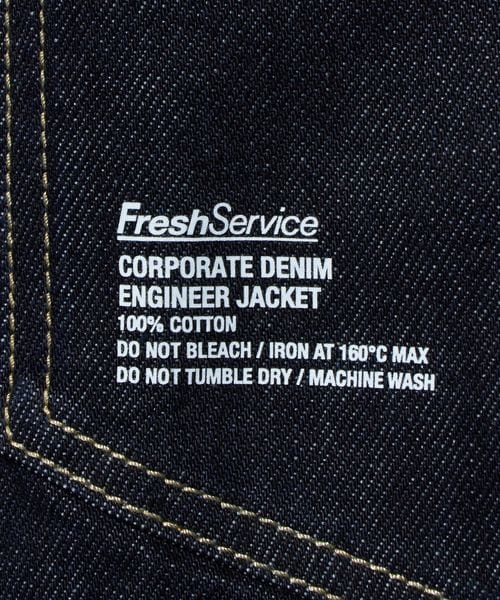 FreshService
CORPORATE DENIM
ENGINEER JACKET
100% COTTON
DO NOT BLEACH / IRON AT 160°C MAX
DO NOT TUMBLE DRY / MACHINE WASH